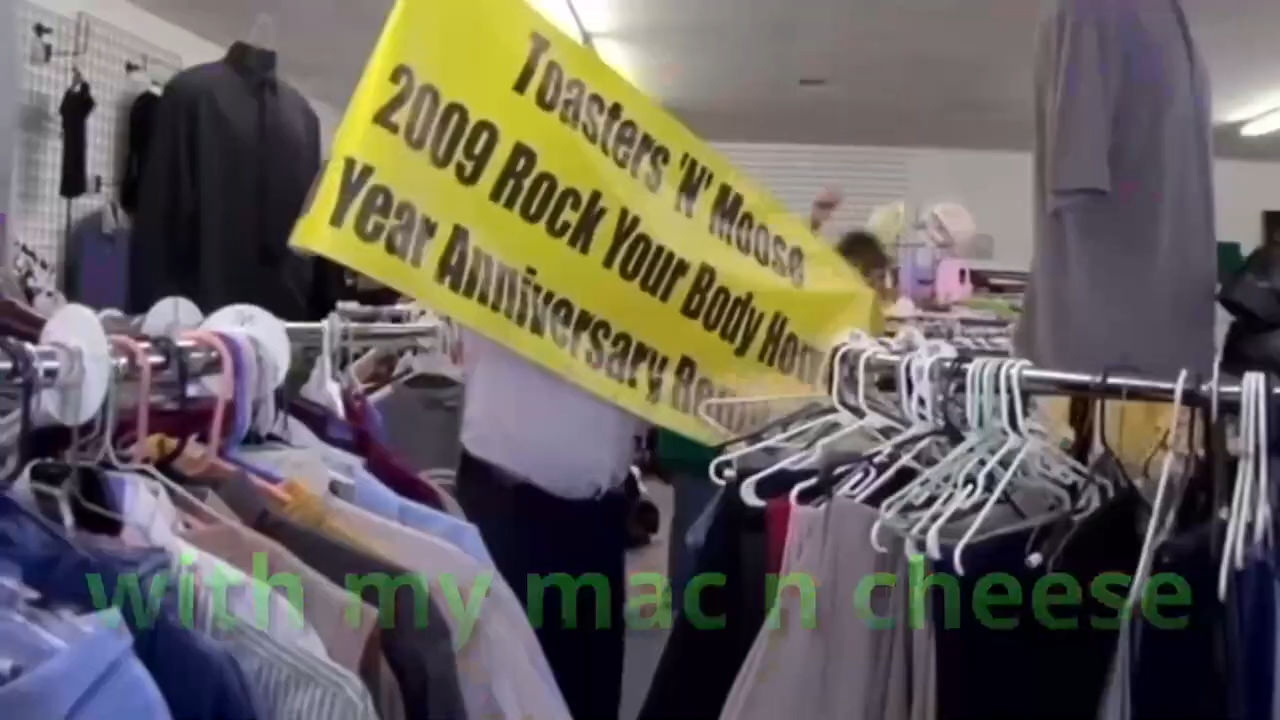 Toasters 'N' Moose
2009 Rock Your Body
Year Anniversary
with my mac n cheese